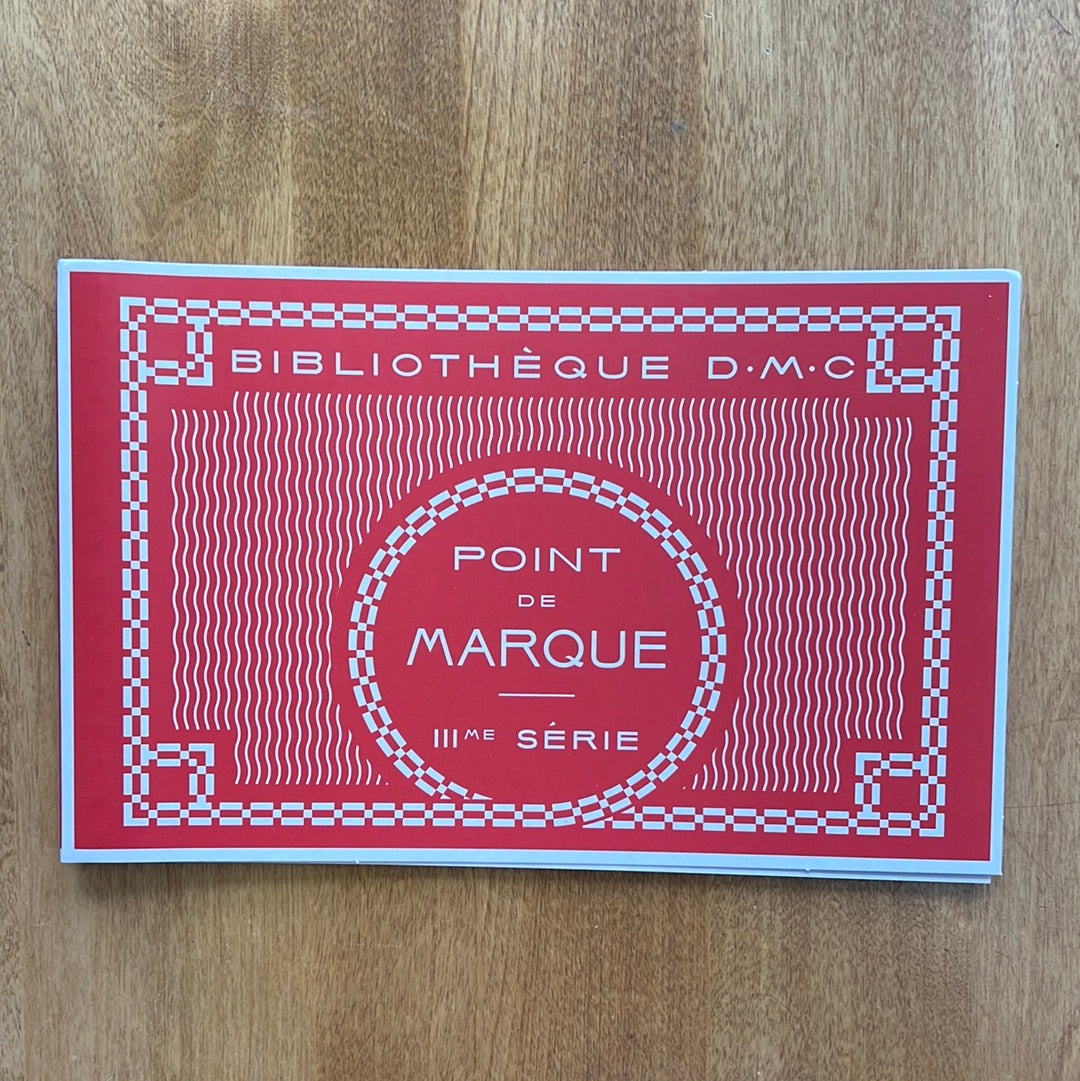 BIBLIOTHÈQUE D·M·C
POINT
DE
MARQUE
IIIME SÉRIE